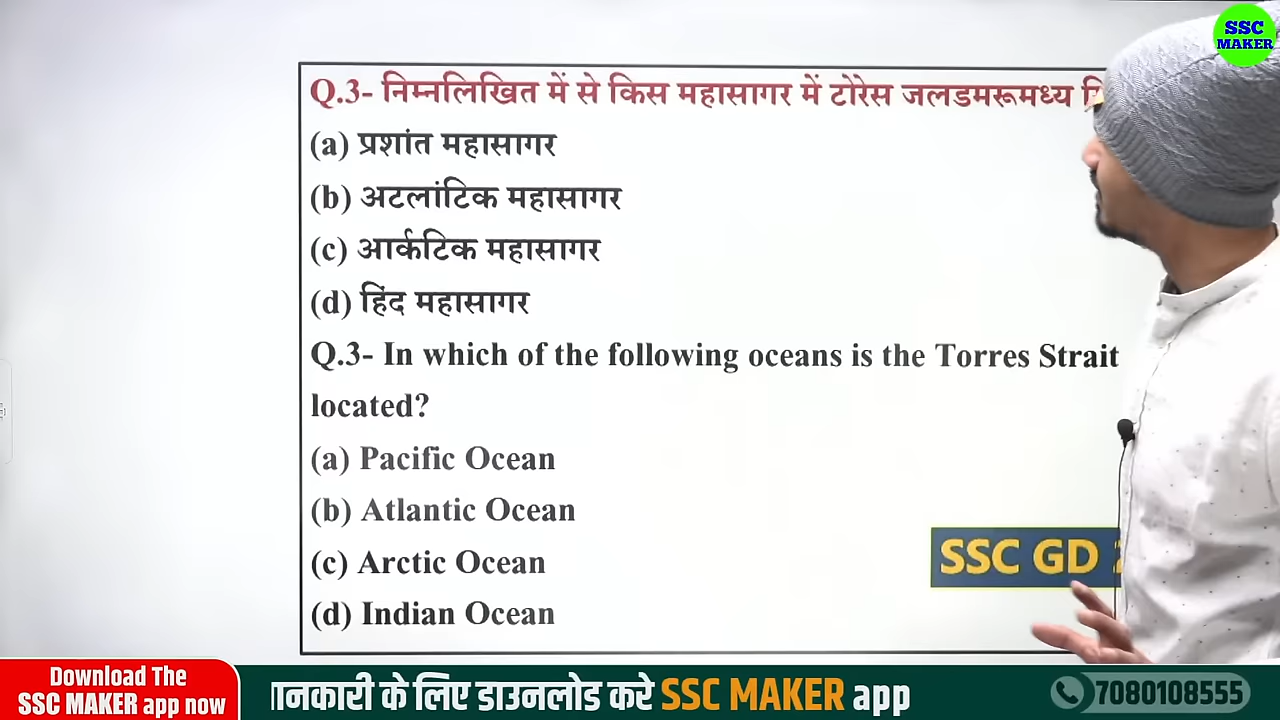 SSC
MAKER
Q.3- निम्नलिखित में से किस महासागर में टोरेस जलडमरूमध्य
(a) प्रशांत महासागर
(b) अटलांटिक महासागर
(c) आर्कटिक महासागर
(d) हिंद महासागर
Q.3- In which of the following oceans is the Torres Strait
located?
(a) Pacific Ocean
(b) Atlantic Ocean
(c) Arctic Ocean
(d) Indian Ocean
SSC GD
Download The
SSC MAKER app now
के लिए डाउनलोड करे SSC MAKER app
7080108555